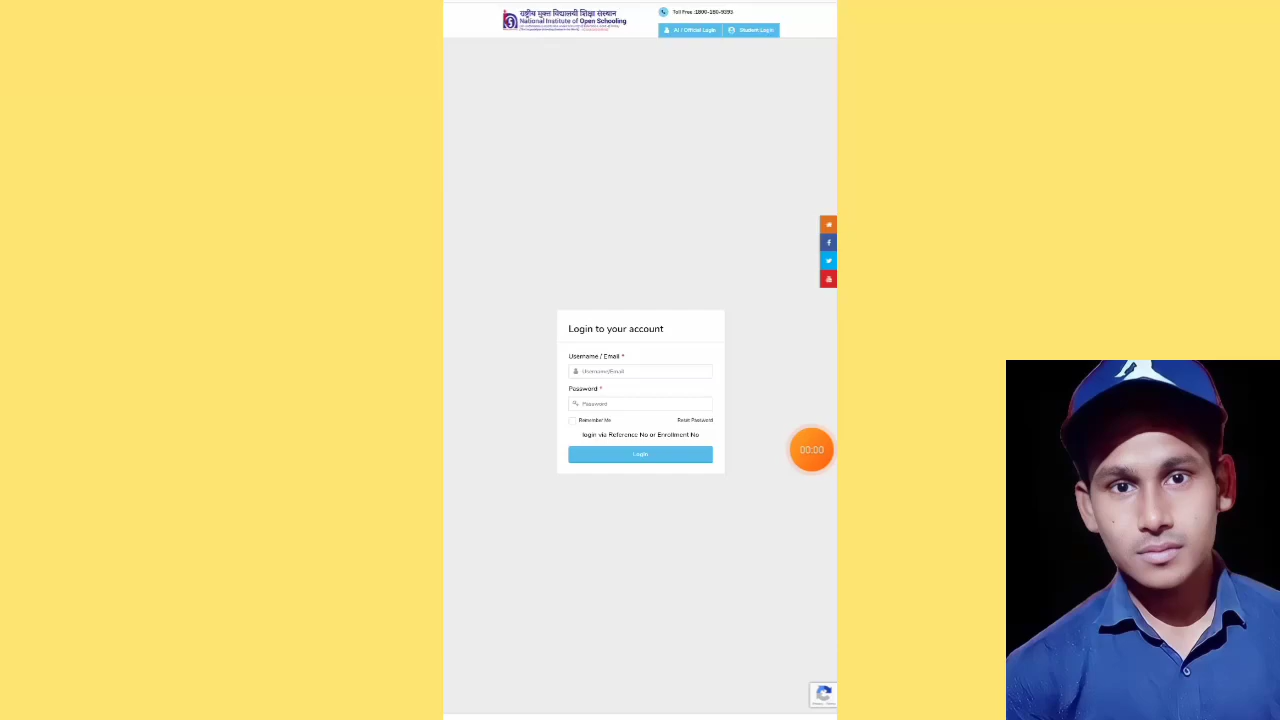 राष्ट्रीय मुक्त विद्यालयी शिक्षा संस्थान
National Institute of Open Schooling
Toll Free :1800-180-9393
AI / Official Login
Student Login
Login to your account
Username / Email *
Username/Email
Password *
Password
Remember Me
Reset Password
login via Reference No or Enrollment No
Login
00:00